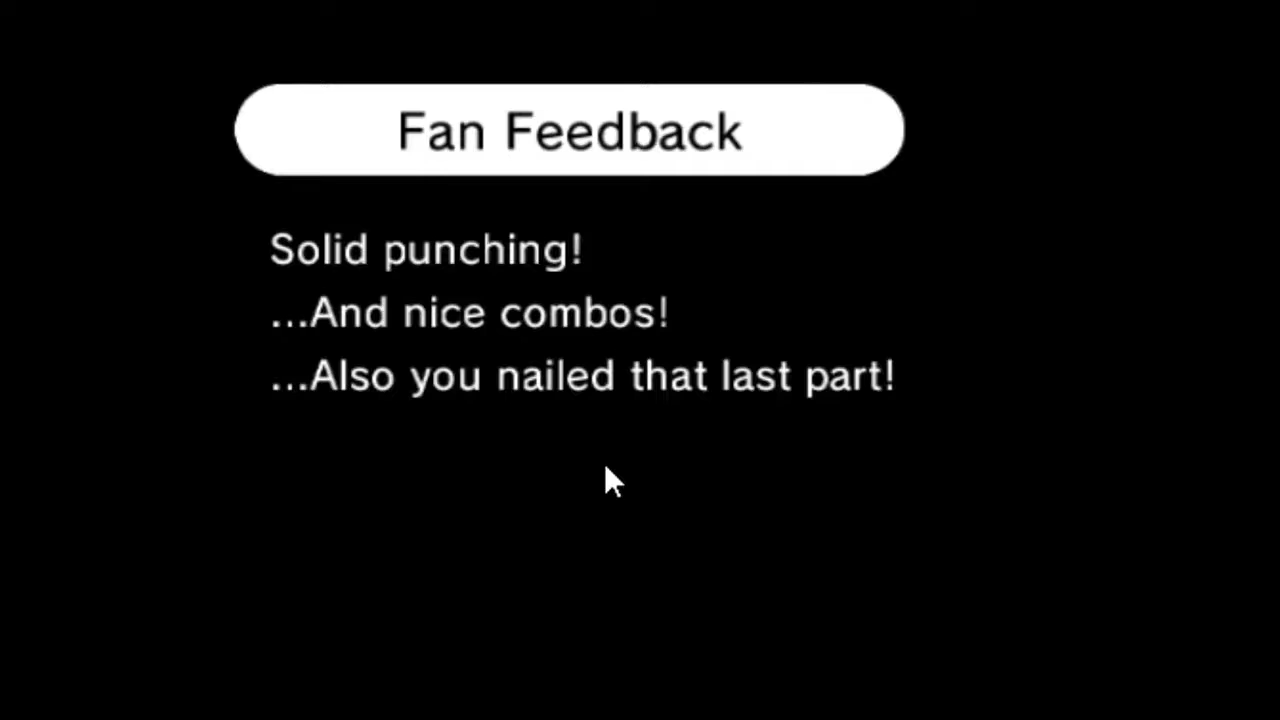 Fan Feedback
Solid punching!
...And nice combos!
...Also you nailed that last part!